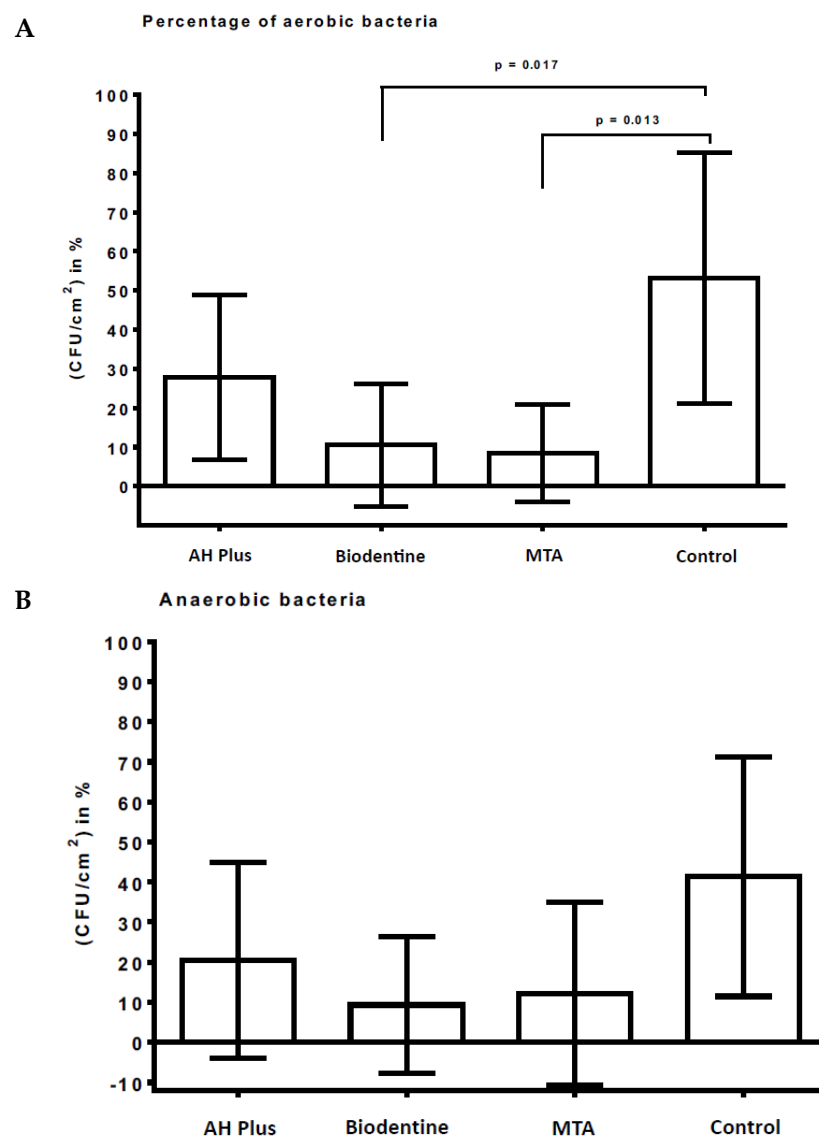 A
Percentage of aerobic bacteria
p = 0.017
p = 0.013
100
90
80
70
60
50
40
30
20
10
0
(CFU/cm²) in %
AH Plus Biodentine MTA Control
B
Anaerobic bacteria
100
90
80
70
60
50
40
30
20
10
0
-10
(CFU/cm²) in %
AH Plus Biodentine MTA Control